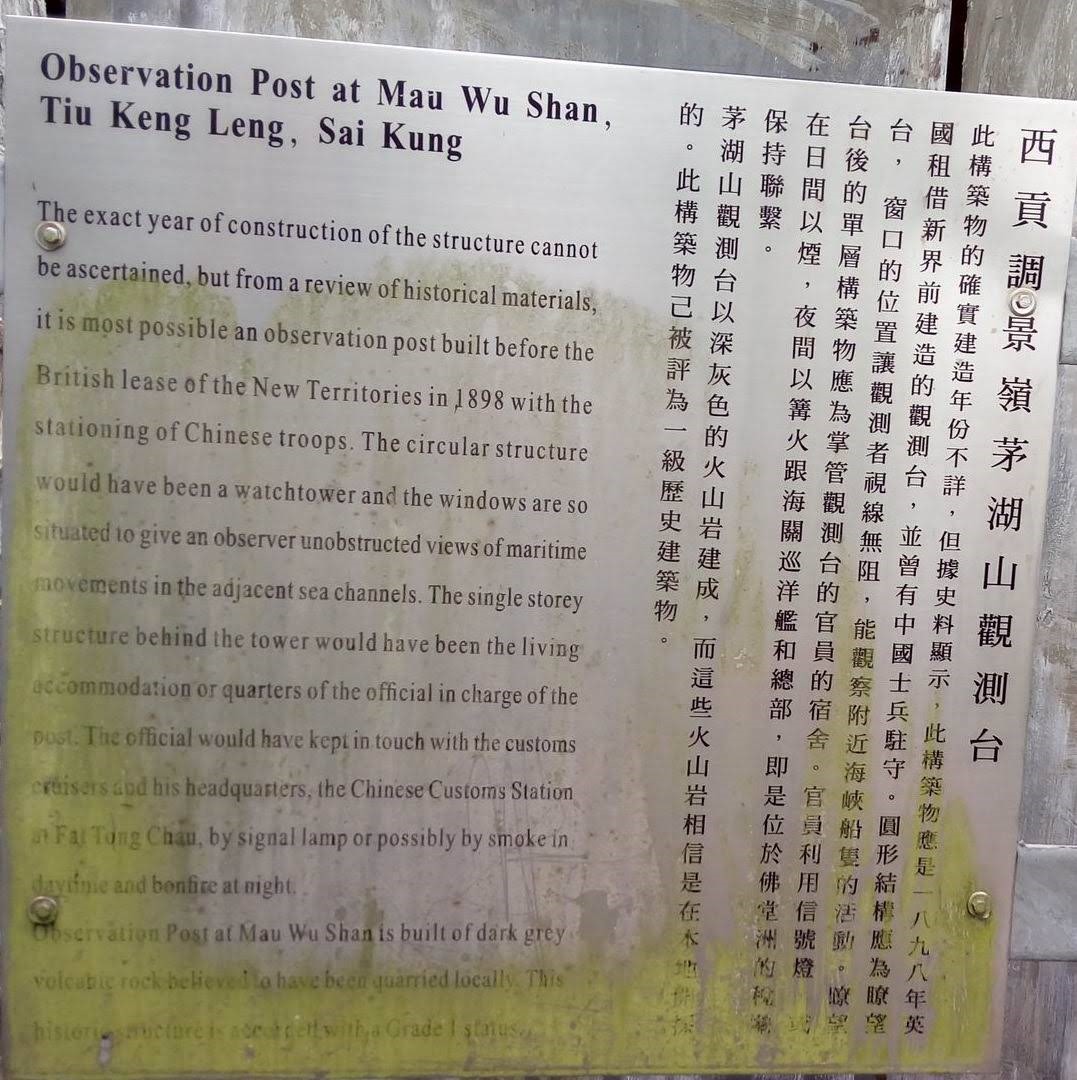 Observation Post at Mau Wu Shan,
Tiu Keng Leng, Sai Kung
The exact year of construction of the structure cannot
be ascertained, but from a review of historical materials,
it is most possible an observation post built before the
British lease of the New Territories in 1898 with the
stationing of Chinese troops. The circular structure
would have been a watchtower and the windows are so
situated to give an observer unobstructed views of maritime
movements in the adjacent sea channels. The single storey
structure behind the tower would have been the living
accommodation or quarters of the official in charge of the
post. The official would have kept in touch with the customs
cruisers and his headquarters, the Chinese Customs Station
at Fat Tong Chau, by signal lamp or possibly by smoke in
daytime and bonfire at night.
Observation Post at Mau Wu Shan is built of dark grey
volcanic rock believed to have been quarried locally. This
historic structure is accorded with a Grade 1 status.
西貢調景嶺茅湖山觀測台
此構築物的確實建造年份不詳，但據史料顯示，此構築物應是一八九八年英
國租借新界前建造的觀測台，並曾有中國士兵駐守。圓形結構應為瞭望
台，窗口的位置讓觀測者視線無阻，能觀察附近海峽船隻的活動。瞭望
台後的單層構築物應為掌管觀測台的官員的宿舍。官員利用信號燈 或
在日間以煙，夜間以篝火跟海關巡洋艦和總部，即是位於佛堂洲的稅廠
保持聯繫。
茅湖山觀測台以深灰色的火山岩建成，而這些火山岩相信是在本地開採
的。此構築物己被評為一級歷史建築物。